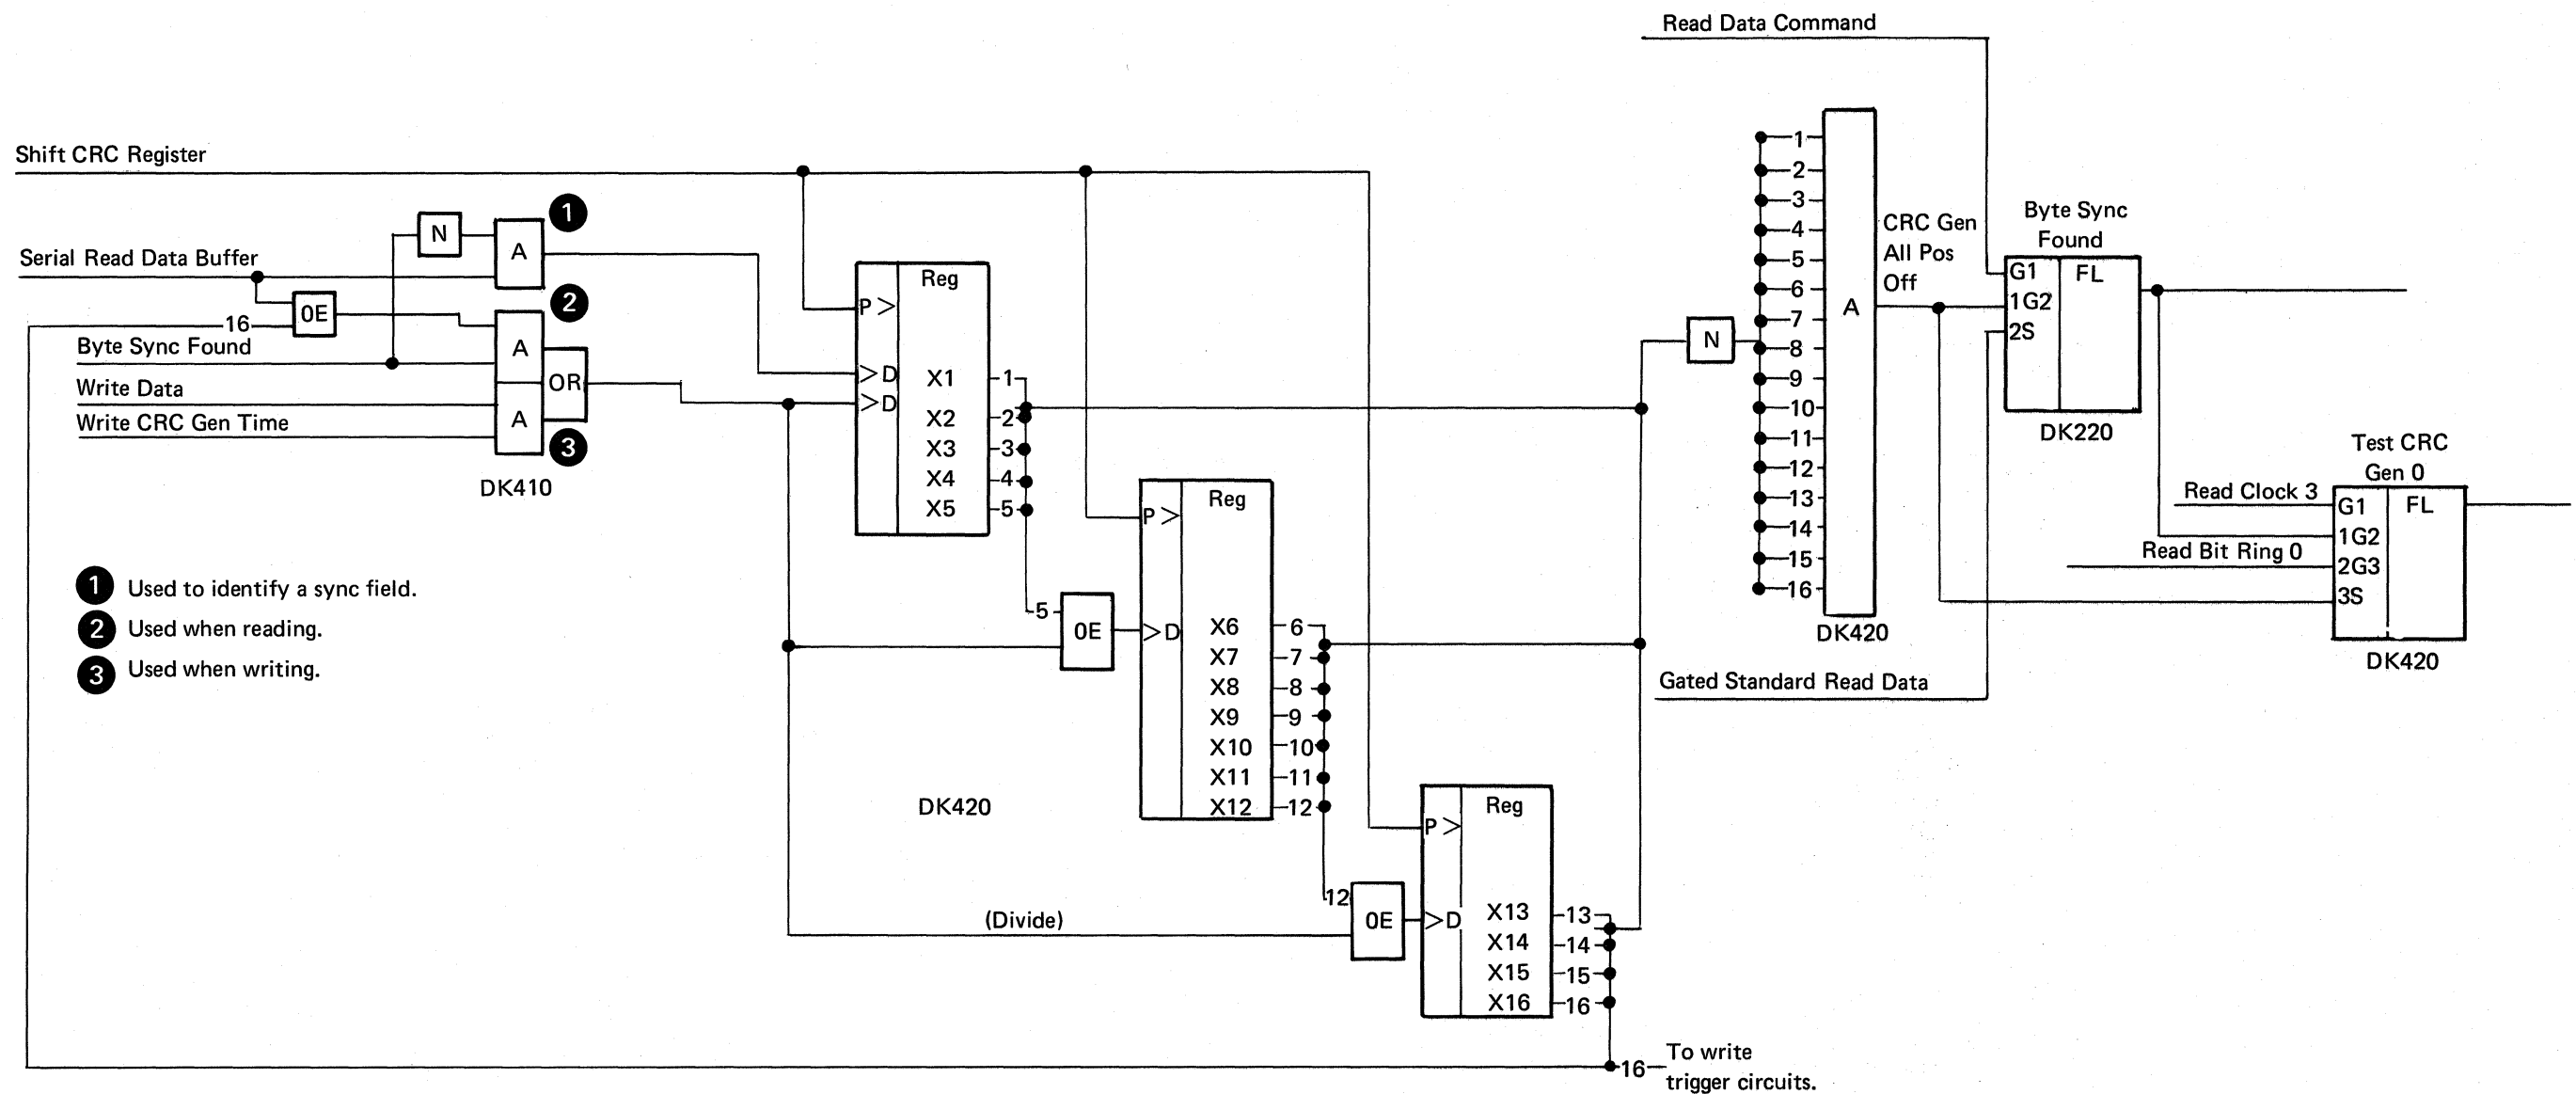 Read Data Command
Shift CRC Register
1
N
A
Serial Read Data Buffer
2
OE
16
A
Byte Sync Found
OR
Write Data
A
Write CRC Gen Time
3
DK410
1 Used to identify a sync field.
2 Used when reading.
3 Used when writing.
Reg
P >
> D
> D
X1 1
X2 2
X3 3
X4 4
X5 5
5
OE
Reg
P >
> D
X6 6
X7 7
X8 8
X9 9
X10 10
X11 11
X12 12
DK420
(Divide)
12
OE
Reg
P >
> D
X13 13
X14 14
X15 15
X16 16
16
To write
trigger circuits.
N
1
2
3
4
5
6
7
8
9
10
11
12
13
14
15
16
A
DK420
CRC Gen
All Pos
Off
Byte Sync
Found
G1
FL
1G2
2S
DK220
Gated Standard Read Data
Test CRC
Gen 0
Read Clock 3
G1
FL
1G2
Read Bit Ring 0
2G3
3S
DK420